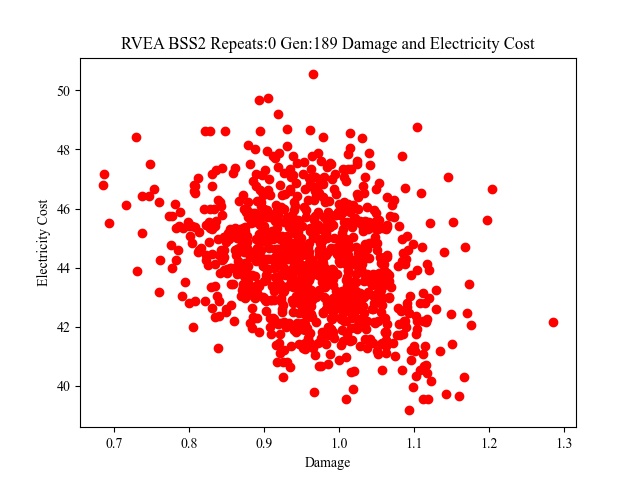 RVEA BSS2 Repeats:0 Gen:189 Damage and Electricity Cost
50
48
46
44
42
40
Electricity Cost
0.7 0.8 0.9 1.0 1.1 1.2 1.3
Damage